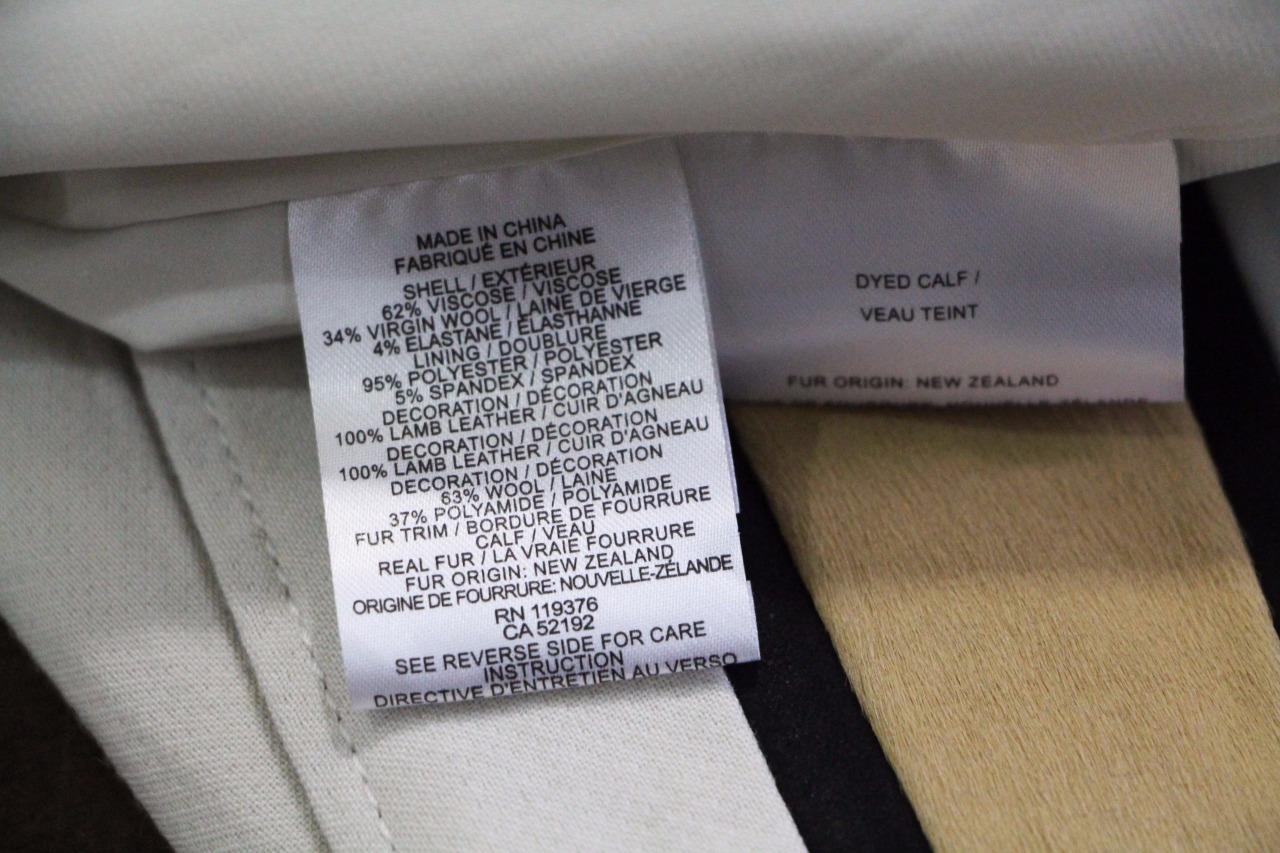 MADE IN CHINA
FABRIQUÉ EN CHINE
SHELL / EXTÉRIEUR
62% VISCOSE / VISCOSE
34% VIRGIN WOOL / LAINE DE VIERGE
4% ELASTANE / ÉLASTHANNE
LINING / DOUBLURE
95% POLYESTER / POLYESTER
5% SPANDEX / SPANDEX
DECORATION / DÉCORATION
100% LAMB LEATHER / CUIR D'AGNEAU
DECORATION / DÉCORATION
100% LAMB LEATHER / CUIR D'AGNEAU
DECORATION / DÉCORATION
63% WOOL / LAINE
37% POLYAMIDE / POLYAMIDE
FUR TRIM / BORDURE DE FOURRURE
CALF / VEAU
REAL FUR / LA VRAIE FOURRURE
FUR ORIGIN: NEW ZEALAND
ORIGINE DE FOURRURE: NOUVELLE-ZÉLANDE
RN 119376
CA 52192
SEE REVERSE SIDE FOR CARE
INSTRUCTION
DIRECTIVE D'ENTRETIEN AU VERSO
DYED CALF /
VEAU TEINT
FUR ORIGIN: NEW ZEALAND